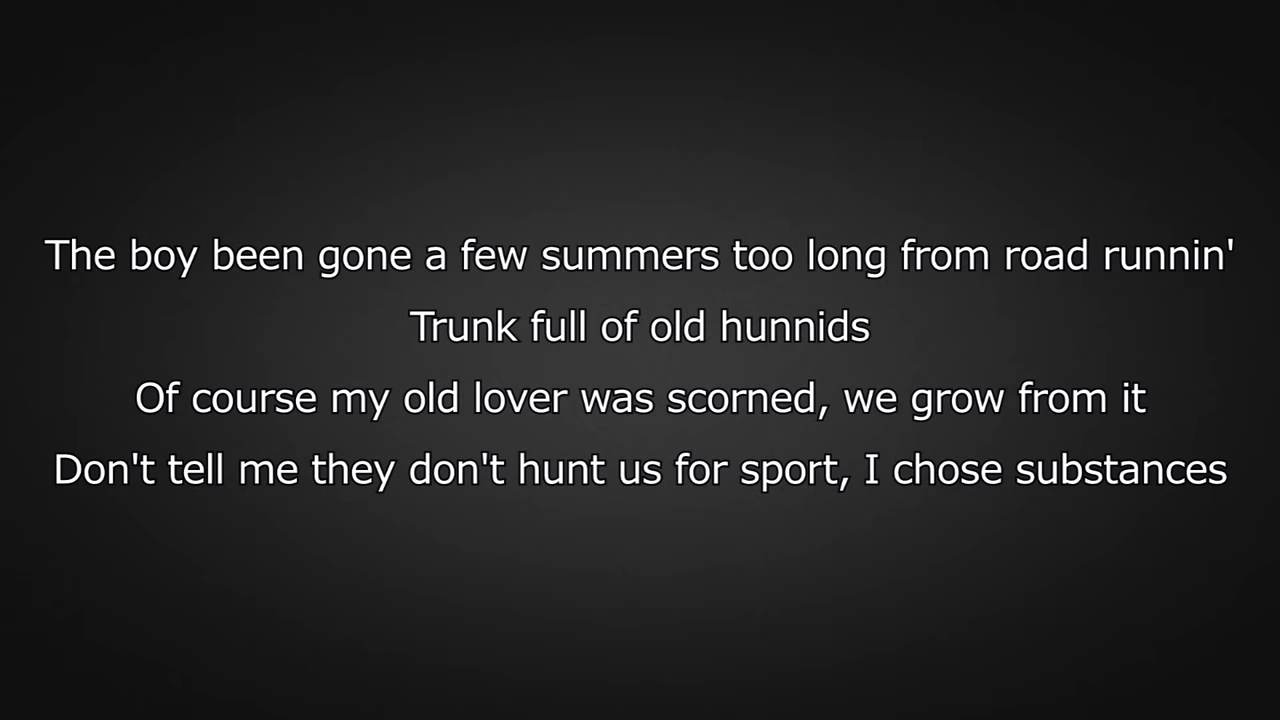 The boy been gone a few summers too long from road runnin'
Trunk full of old hunnids
Of course my old lover was scorned, we grow from it
Don't tell me they don't hunt us for sport, I chose substances